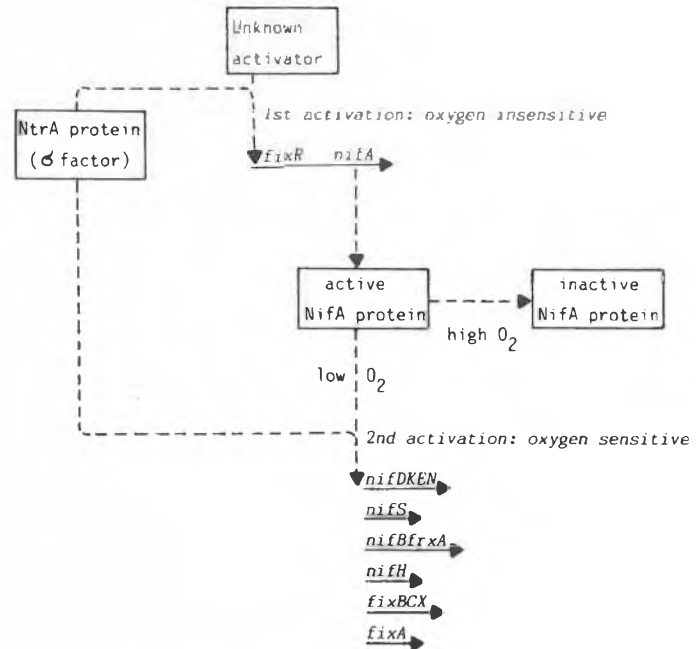 Unknown
activator
1st activation: oxygen insensitive
NtrA protein
(σ factor)
fixR nifA
active
NifA protein
inactive
NifA protein
high O2
low O2
2nd activation: oxygen sensitive
nifDKEN
nifS
nifBfrxA
nifH
fixBCX
fixA